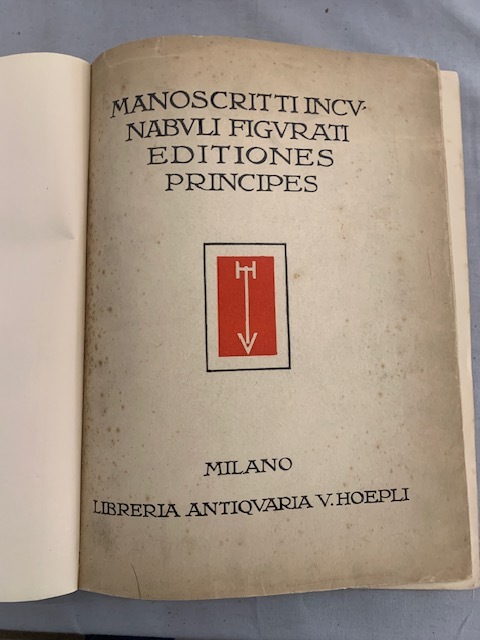 MANOSCRITTI INCV-
NABVLI FIGVRATI
EDITIONES
PRINCIPES
H
V
MILANO
LIBRERIA ANTIQVARIA V. HOEPLI